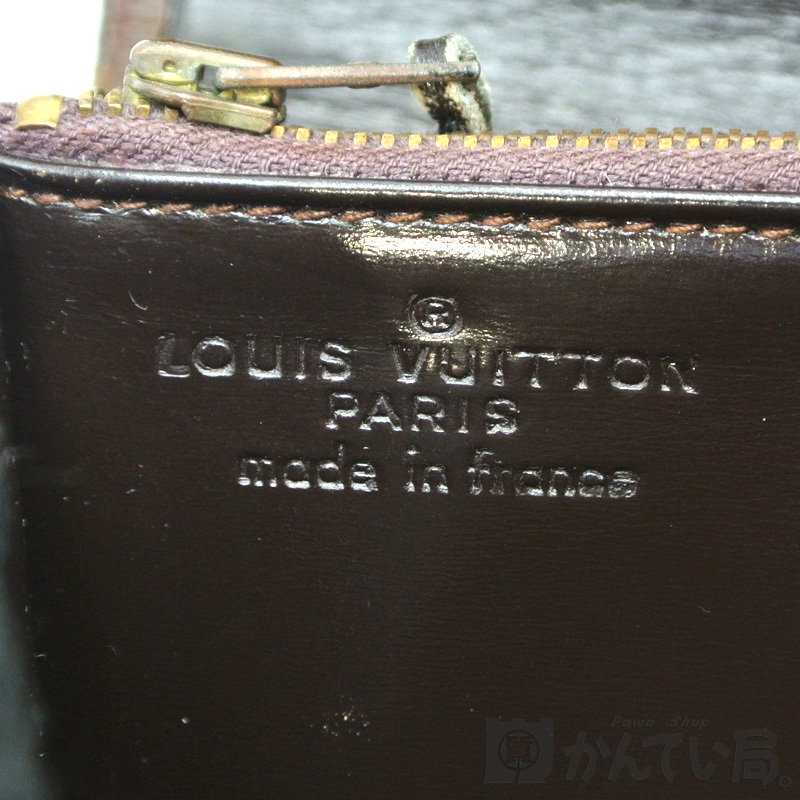 ®
LOUIS VUITTON
PARIS
made in france
Pawn Shop
かんてい局